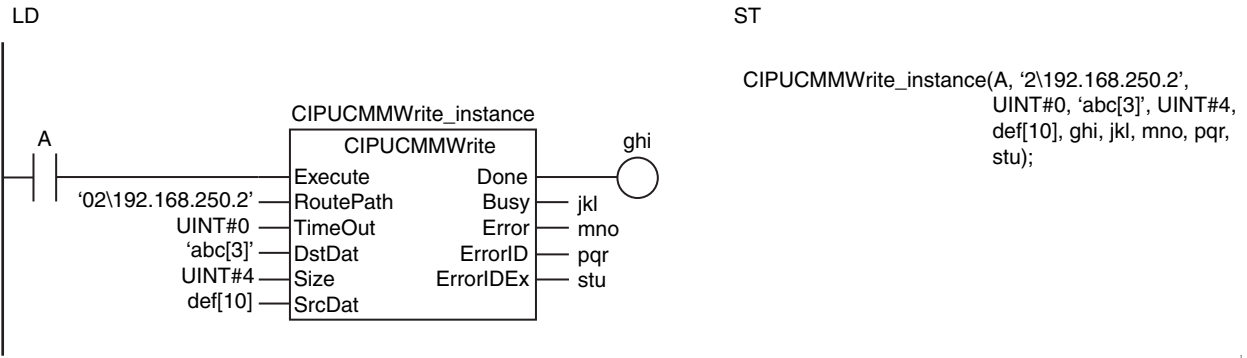 LD
ST
CIPUCMMWrite_instance(A, ‘2\192.168.250.2’,
UINT#0, ‘abc[3]’, UINT#4,
def[10], ghi, jkl, mno, pqr,
stu);
CIPUCMMWrite_instance
A
CIPUCMMWrite
ghi
Execute Done
‘02\192.168.250.2’ RoutePath Busy jkl
UINT#0 TimeOut Error mno
‘abc[3]’ DstDat ErrorID pqr
UINT#4 Size ErrorIDEx stu
def[10] SrcDat